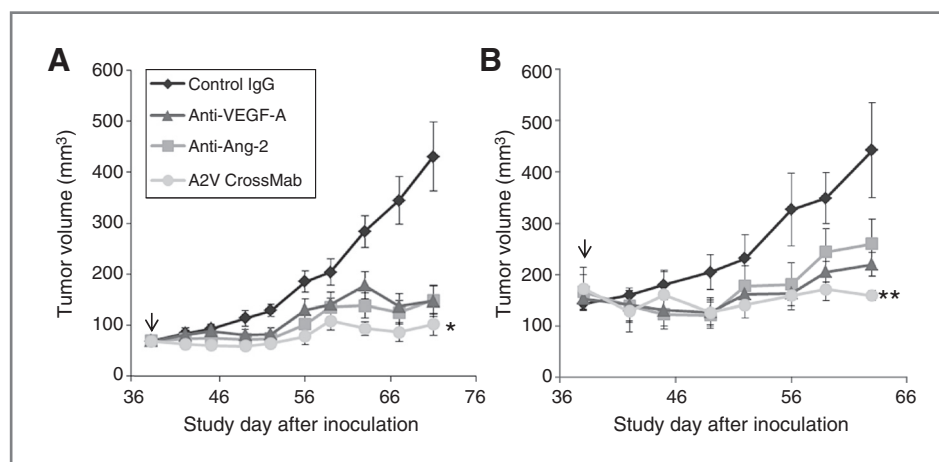 A
B
600
500
400
300
200
100
0
Tumor volume (mm³)
Control IgG
Anti-VEGF-A
Anti-Ang-2
A2V CrossMab
*
36
46
56
66
76
Study day after inoculation
600
500
400
300
200
100
0
Tumor volume (mm³)
**
36
46
56
66
Study day after inoculation